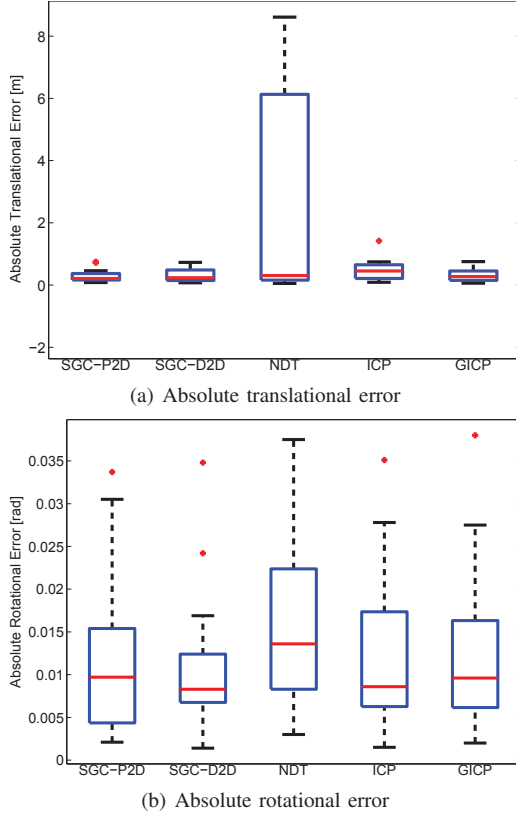 8
6
4
2
0
−2
Absolute Translational Error [m]
SGC−P2D SGC−D2D NDT ICP GICP
(a) Absolute translational error
0.035
0.03
0.025
0.02
0.015
0.01
0.005
0
Absolute Rotational Error [rad]
SGC−P2D SGC−D2D NDT ICP GICP
(b) Absolute rotational error